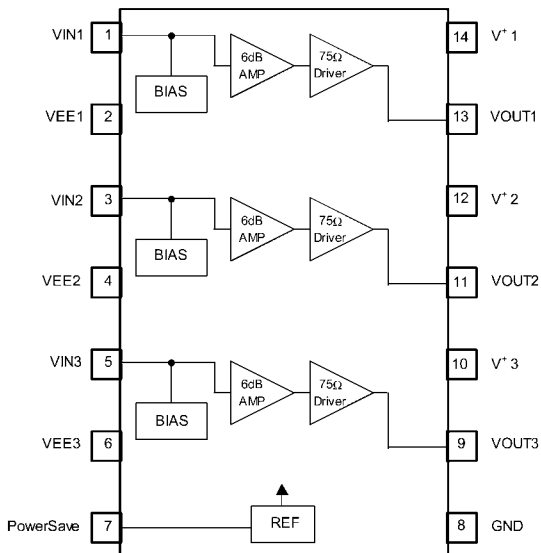 VIN1 1 14 V+1
6dB AMP
75Ω Driver
BIAS
VEE1 2 13 VOUT1
VIN2 3 12 V+2
6dB AMP
75Ω Driver
BIAS
VEE2 4 11 VOUT2
VIN3 5 10 V+3
6dB AMP
75Ω Driver
BIAS
VEE3 6 9 VOUT3
PowerSave 7 REF 8 GND